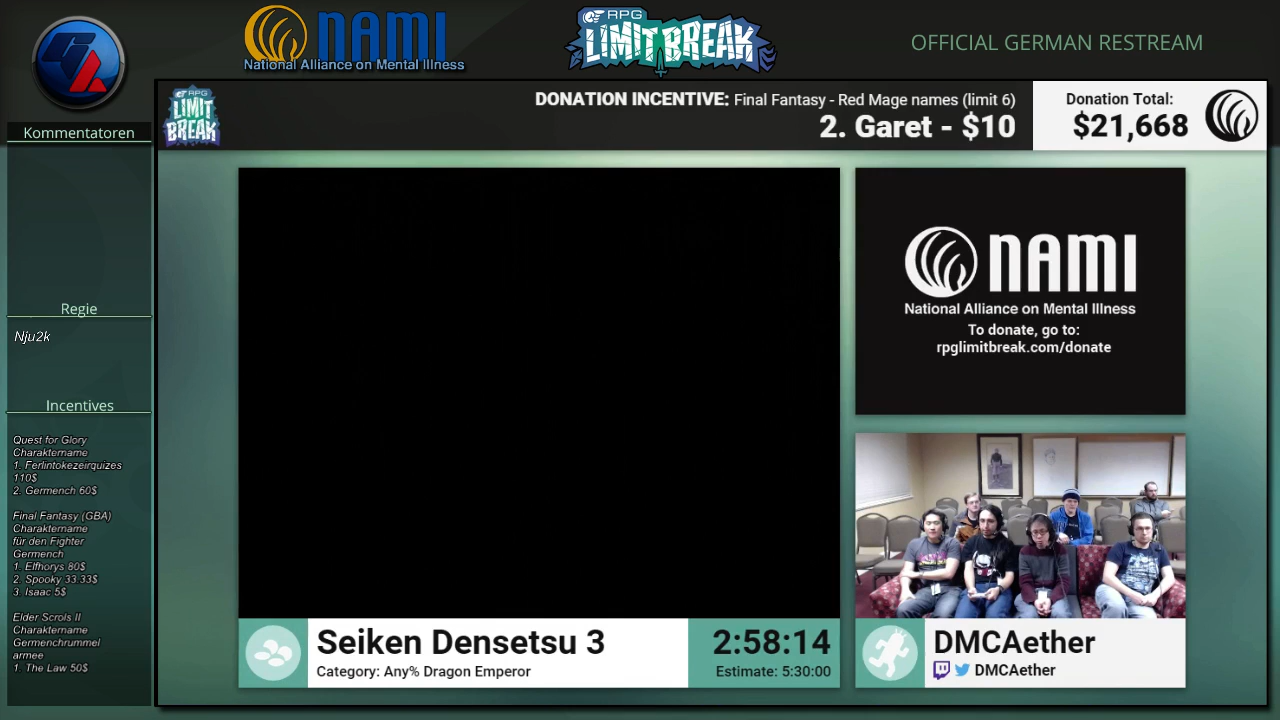 NAMI
National Alliance on Mental Illness
RPG
LIMIT BREAK
OFFICIAL GERMAN RESTREAM
Kommentatoren
RPG
LIMIT
BREAK
DONATION INCENTIVE: Final Fantasy - Red Mage names (limit 6)
2. Garet - $10
Donation Total:
$21,668
NAMI
National Alliance on Mental Illness
To donate, go to:
rpglimitbreak.com/donate
Regie
Nju2k
Incentives
Quest for Glory
Charaktername
1. Ferlintokezeirquizes
110$
2. Germench 60$
Final Fantasy (GBA)
Charaktername
für den Fighter
Germench
1. Elfhorys 80$
2. Spooky 33.33$
3. Isaac 5$
Elder Scrols II
Charaktername
Germenchrummel
armee
1. The Law 50$
Seiken Densetsu 3
Category: Any% Dragon Emperor
2:58:14
Estimate: 5:30:00
DMCAether
DMCAether